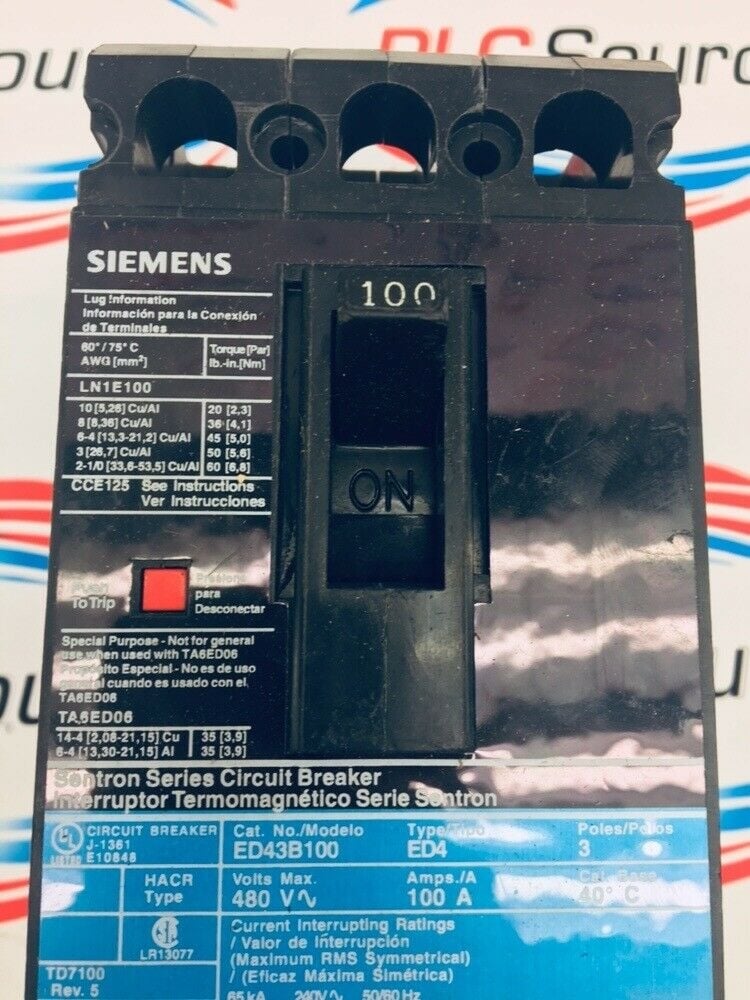 PLC Source
SIEMENS
100
Lug Information
Información para la Conexión
de Terminales
60°/75°C Torque [Par]
AWG [mm²] lb.-in.[Nm]
LN1E100
10 [5,26] Cu/Al 20 [2,3]
8 [8,36] Cu/Al 36 [4,1]
6-4 [13,3-21,2] Cu/Al 45 [5,0]
3 [26,7] Cu/Al 50 [5,6]
2-1/0 [33,6-53,5] Cu/Al 60 [6,8]
CCE125 See Instructions
Ver Instrucciones
ON
Push Presione
To Trip para
Desconectar
Special Purpose - Not for general
use when used with TA6ED06
Propósito Especial - No es de uso
general cuando es usado con el
TA6ED06
TA6ED06
14-4 [2,08-21,15] Cu 35 [3,9]
6-4 [13,30-21,15] Al 35 [3,9]
Sentron Series Circuit Breaker
Interruptor Termomagnético Serie Sentron
UL LISTED CIRCUIT BREAKER
J-1361
E10848
Cat. No./Modelo Type/Tipo Poles/Polos
ED43B100 ED4 3
HACR
Type
Volts Max. Amps./A Cal. Base
480 V∿ 100 A 40° C
LR13077
Current Interrupting Ratings
/ Valor de Interrupción
(Maximum RMS Symmetrical)
/ (Eficaz Máxima Simétrica)
TD7100
Rev. 5
65 kA 240V∿ 50/60 Hz